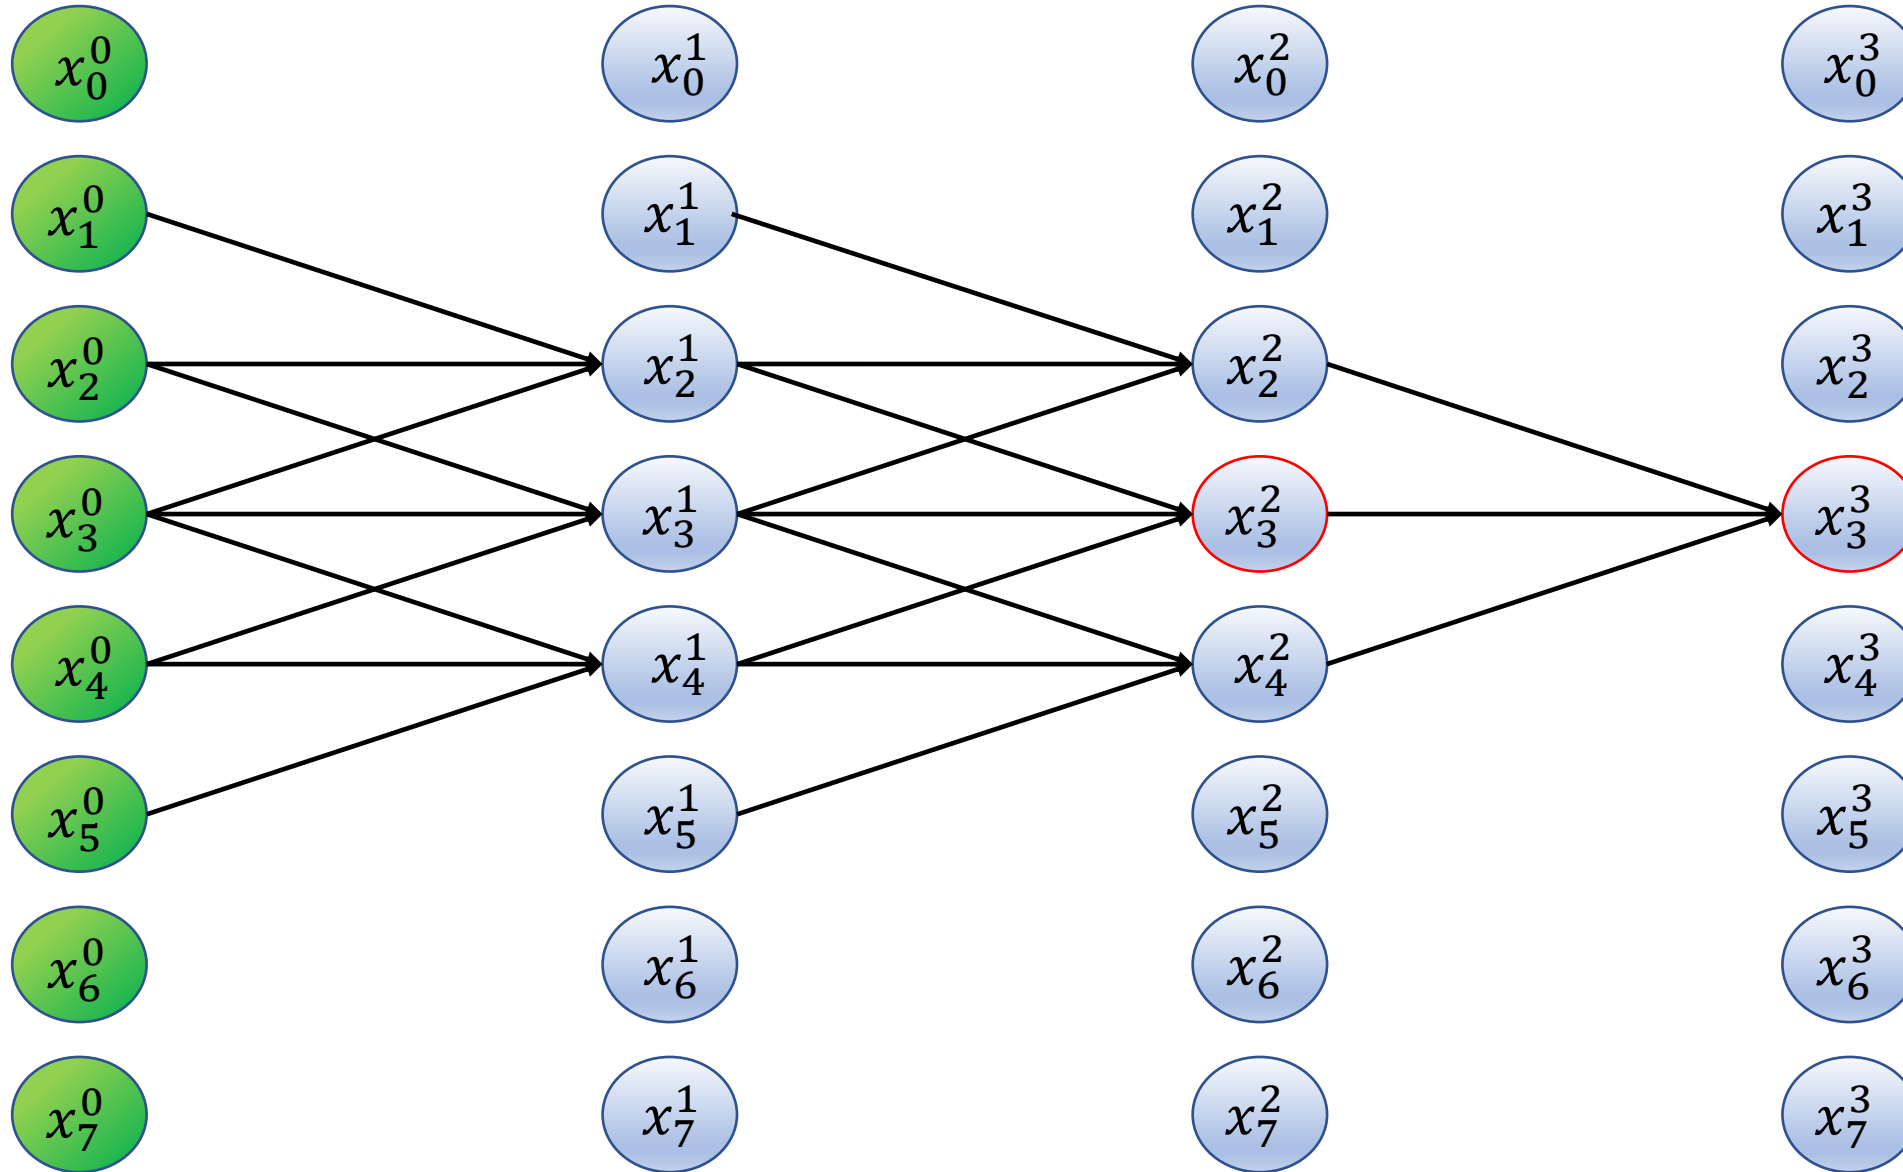 x_0^0 x_0^1 x_0^2 x_0^3
x_1^0 x_1^1 x_1^2 x_1^3
x_2^0 x_2^1 x_2^2 x_2^3
x_3^0 x_3^1 x_3^2 x_3^3
x_4^0 x_4^1 x_4^2 x_4^3
x_5^0 x_5^1 x_5^2 x_5^3
x_6^0 x_6^1 x_6^2 x_6^3
x_7^0 x_7^1 x_7^2 x_7^3